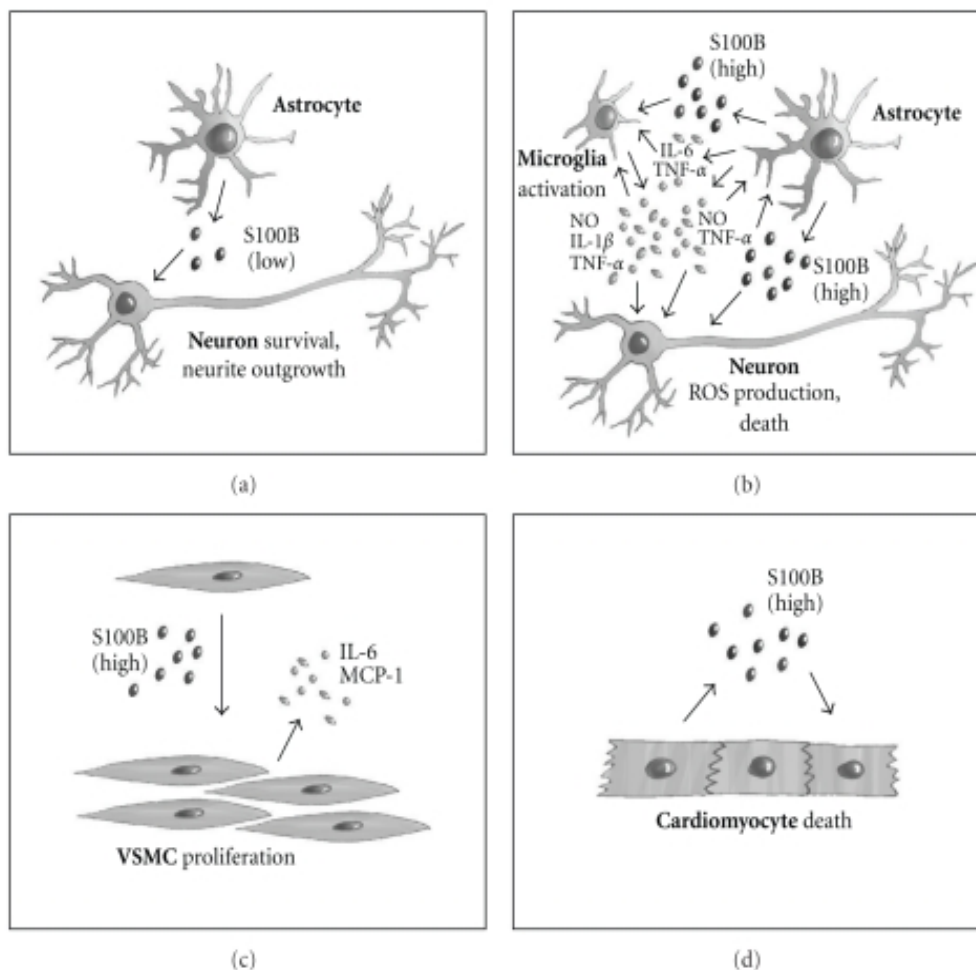 Astrocyte
S100B
(low)
Neuron survival,
neurite outgrowth
(a)
S100B
(high)
Astrocyte
Microglia
activation
IL-6
TNF-α
NO
IL-1β
TNF-α
NO
TNF-α
S100B
(high)
Neuron
ROS production,
death
(b)
S100B
(high)
IL-6
MCP-1
VSMC proliferation
(c)
S100B
(high)
Cardiomyocyte death
(d)